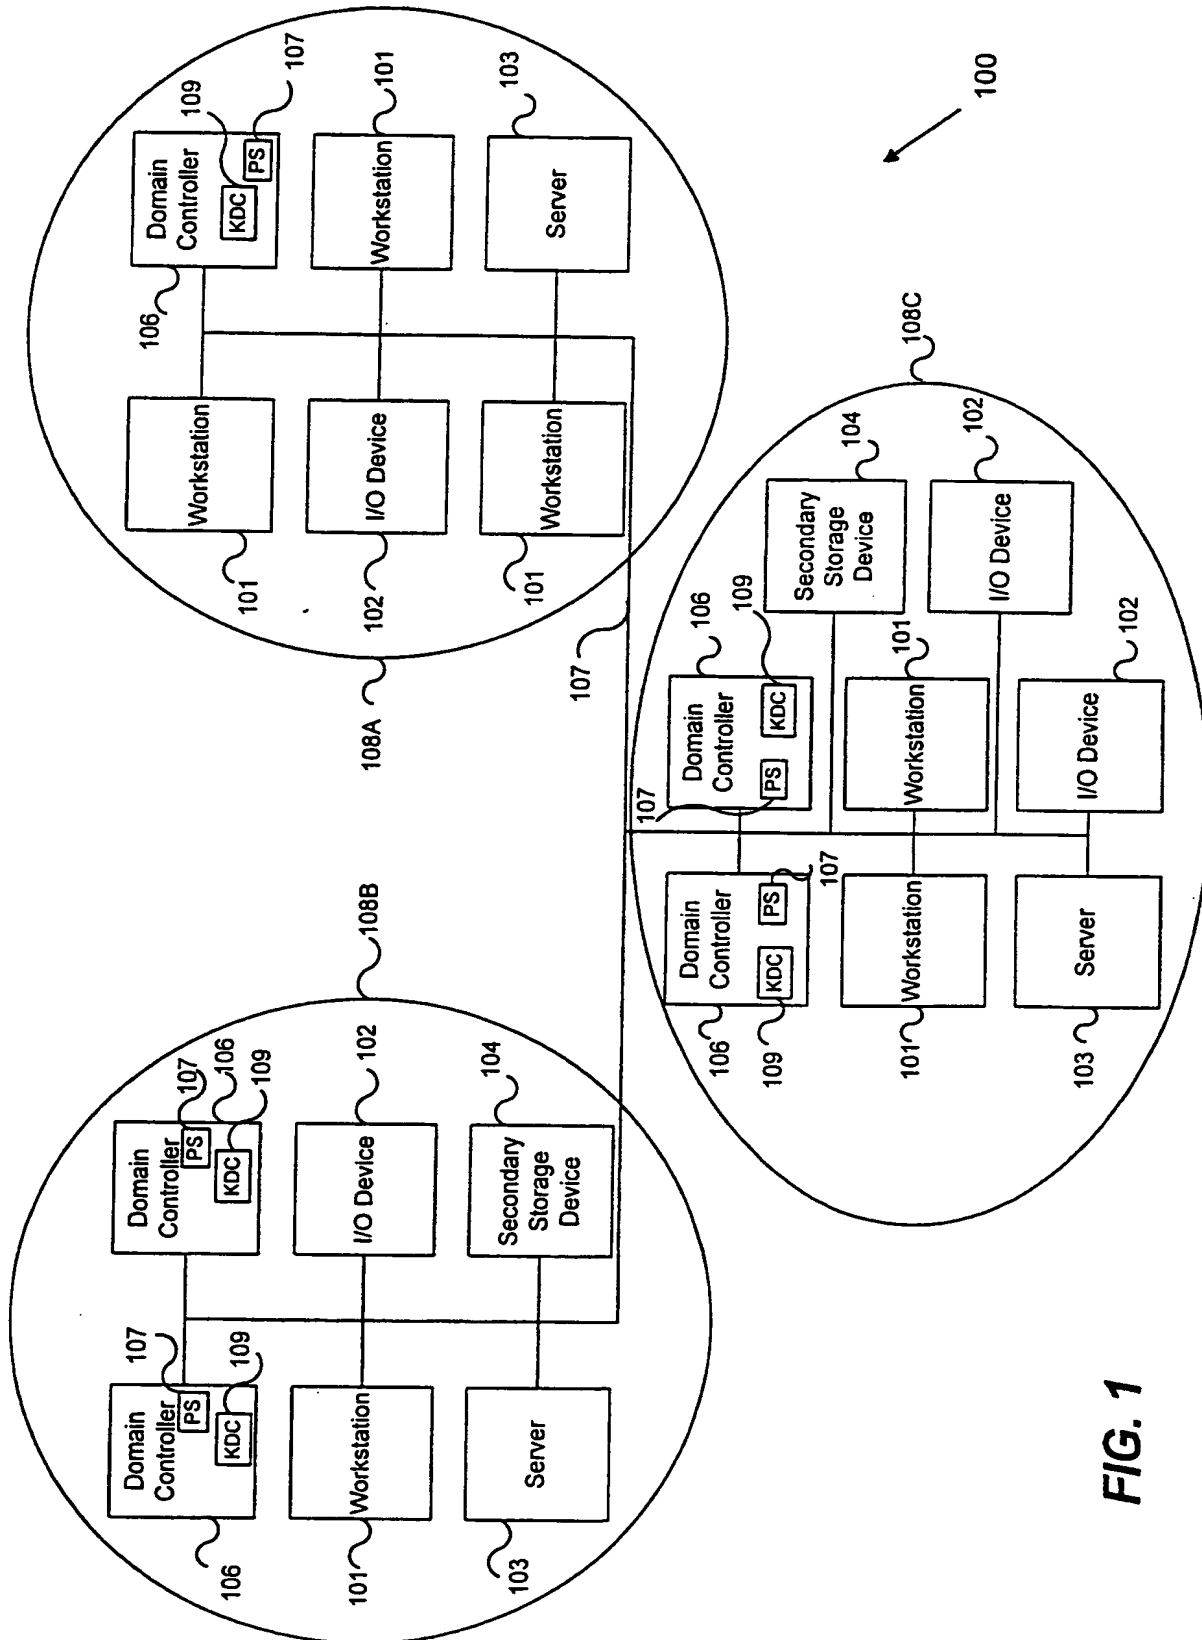 Domain
Controller
PS
KDC
106
107
109
Domain
Controller
PS
KDC
107
106
109
Workstation
101
I/O Device
102
Server
103
Secondary
Storage
Device
104
108B
Workstation
101
Domain
Controller
KDC
PS
106
109
107
I/O Device
102
Workstation
101
Workstation
101
Server
103
108A
107
Domain
Controller
KDC
PS
106
109
107
Domain
Controller
PS
KDC
107
106
109
Secondary
Storage
Device
104
Workstation
101
Workstation
101
I/O Device
102
Server
103
I/O Device
102
108C
100
FIG. 1